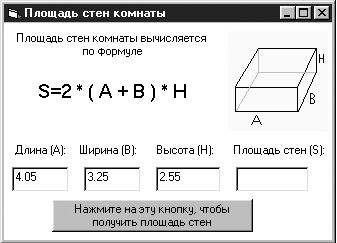 Площадь стен комнаты
Площадь стен комнаты вычисляется
по формуле
S=2 * ( A + B ) * H
H
B
A
Длина (A): Ширина (B): Высота (H): Площадь стен (S):
4.05 3.25 2.55
Нажмите на эту кнопку, чтобы
получить площадь стен